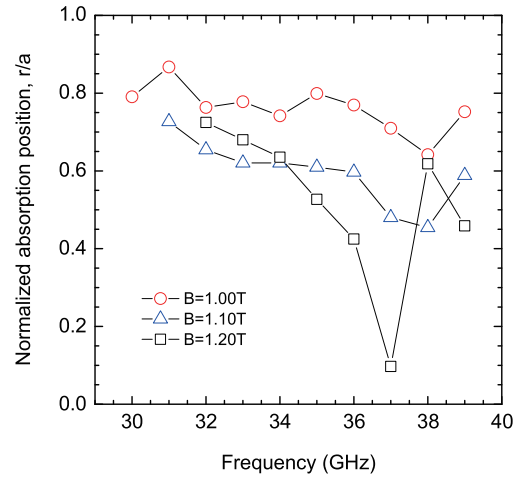 Normalized absorption position, r/a
1.0
0.8
0.6
0.4
0.2
0.0
B=1.00T
B=1.10T
B=1.20T
30 32 34 36 38 40
Frequency (GHz)